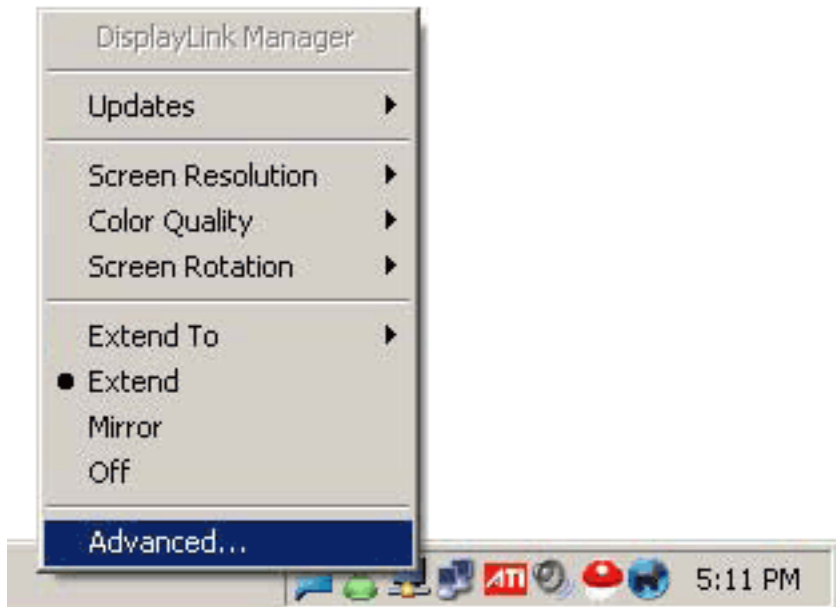 DisplayLink Manager
Updates
Screen Resolution
Color Quality
Screen Rotation
Extend To
Extend
Mirror
Off
Advanced...
ATI
5:11 PM